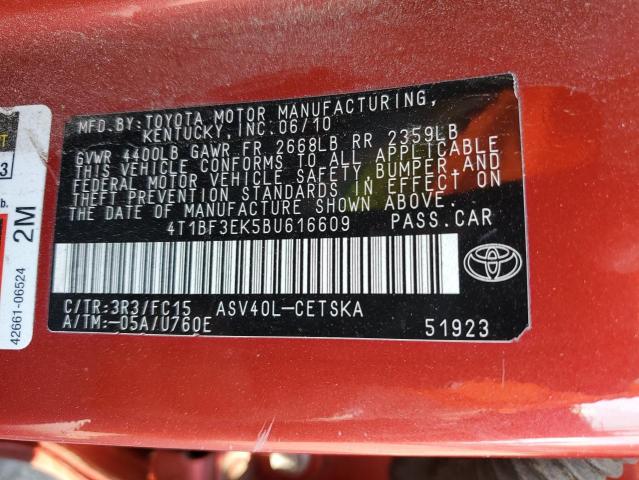 MFD.BY:TOYOTA MOTOR MANUFACTURING,
KENTUCKY, INC.06/10
GVWR 4400LB GAWR FR 2668LB RR 2359LB
THIS VEHICLE CONFORMS TO ALL APPLICABLE
FEDERAL MOTOR VEHICLE SAFETY, BUMPER, AND
THEFT PREVENTION STANDARDS IN EFFECT ON
THE DATE OF MANUFACTURE SHOWN ABOVE.
4T1BF3EK5BU616609 PASS.CAR
C/TR:3R3/FC15 ASV40L-CETSKA
A/TM:-05A/U760E 51923
2M
42661-06524
3
b.